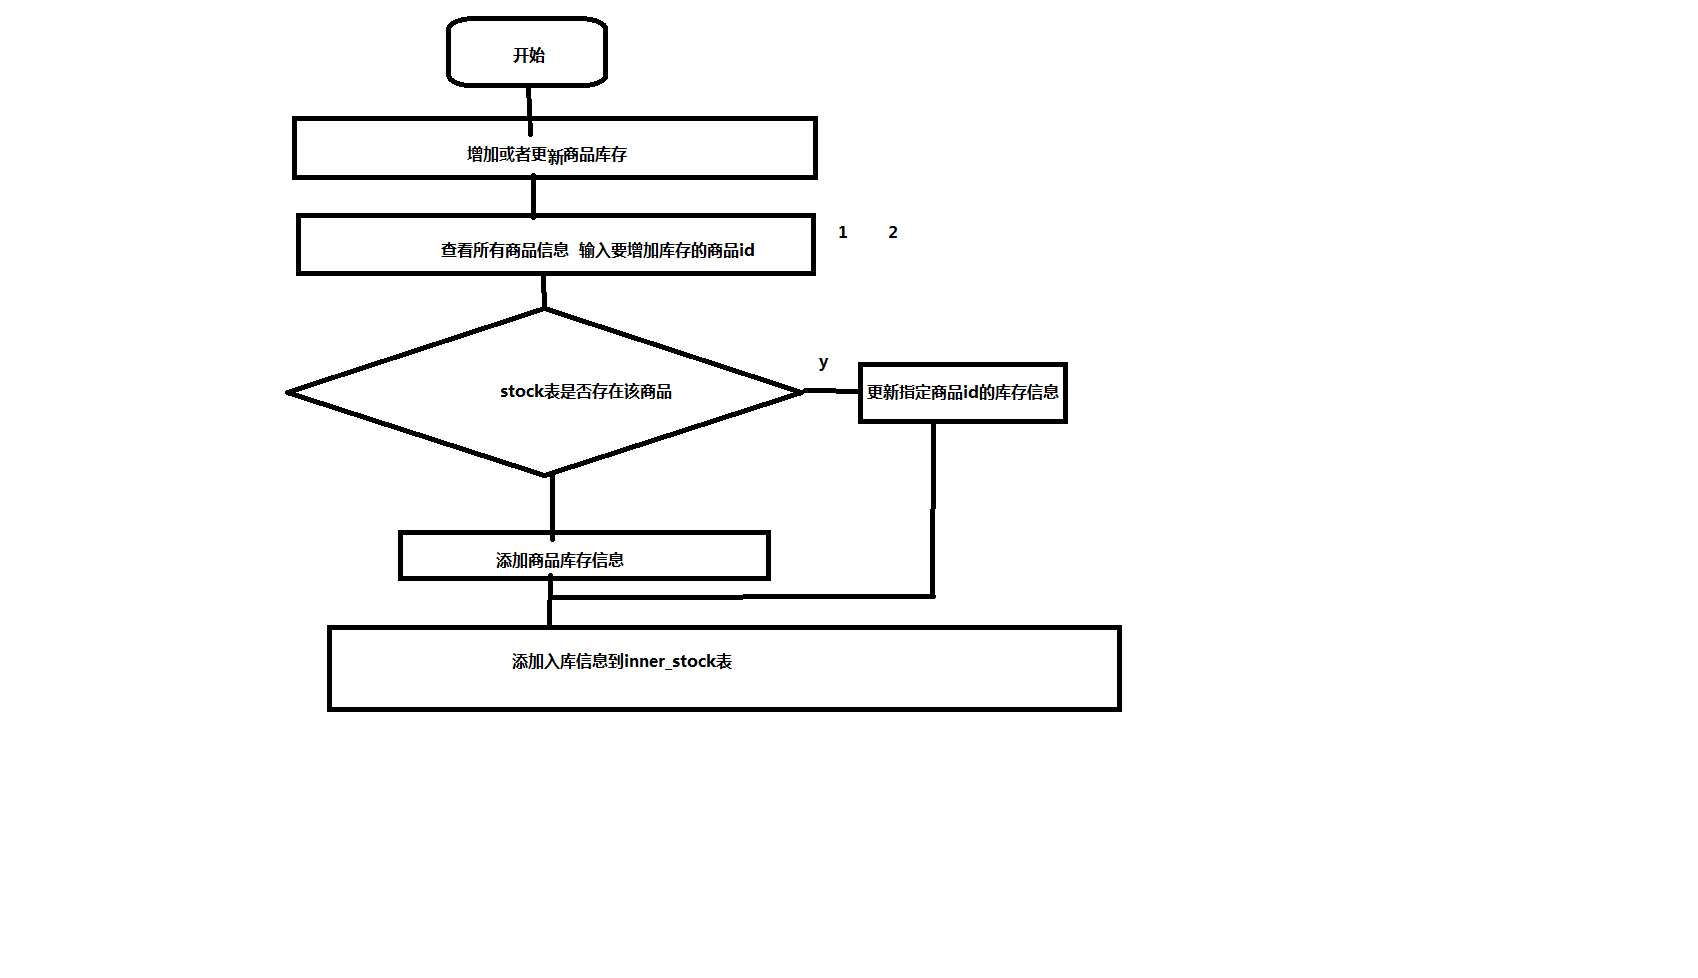 开始
增加或者更新商品库存
查看所有商品信息 输入要增加库存的商品id
1 2
stock表是否存在该商品
y
更新指定商品id的库存信息
添加商品库存信息
添加入库信息到inner_stock表